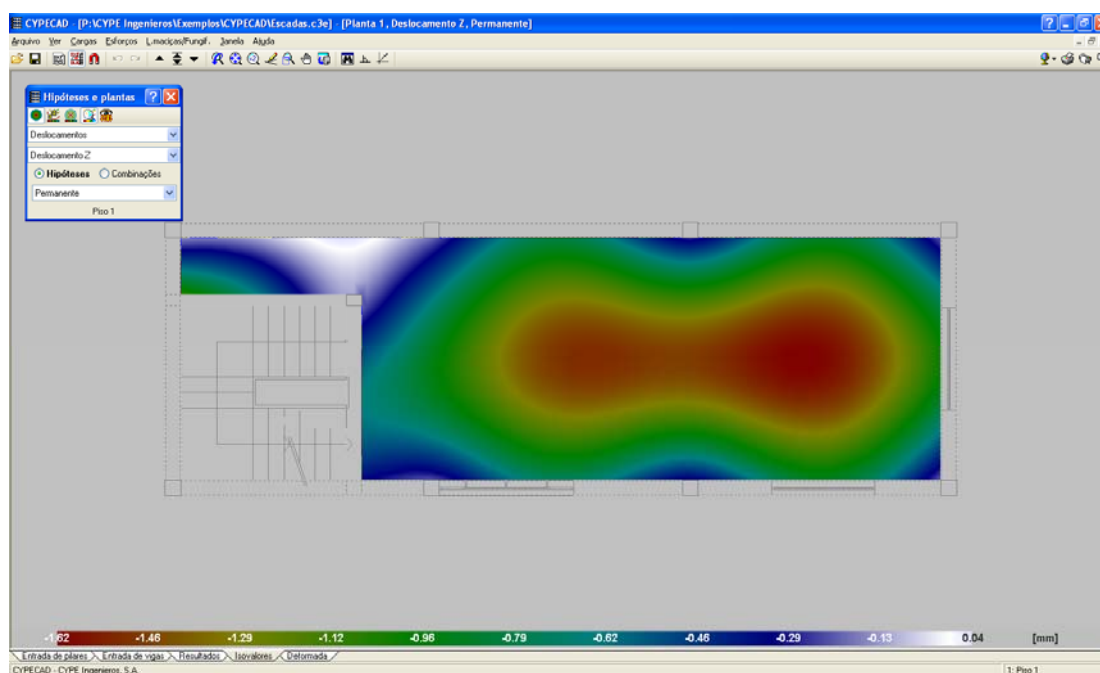 CYPECAD - [P:\CYPE Ingenieros\Exemplos\CYPECAD\Escadas.c3e] - [Planta 1, Deslocamento Z, Permanente]
Arquivo Ver Cargas Esforços L.maciças/Fungif. Janela Ajuda
Hipóteses e plantas
Deslocamentos
Deslocamento Z
Hipóteses Combinações
Permanente
Piso 1
-1.62 -1.46 -1.29 -1.12 -0.96 -0.79 -0.62 -0.46 -0.29 -0.13 0.04 [mm]
Entrada de pilares Entrada de vigas Resultados Isovalores Deformada
CYPECAD - CYPE Ingenieros, S.A. 1: Piso 1